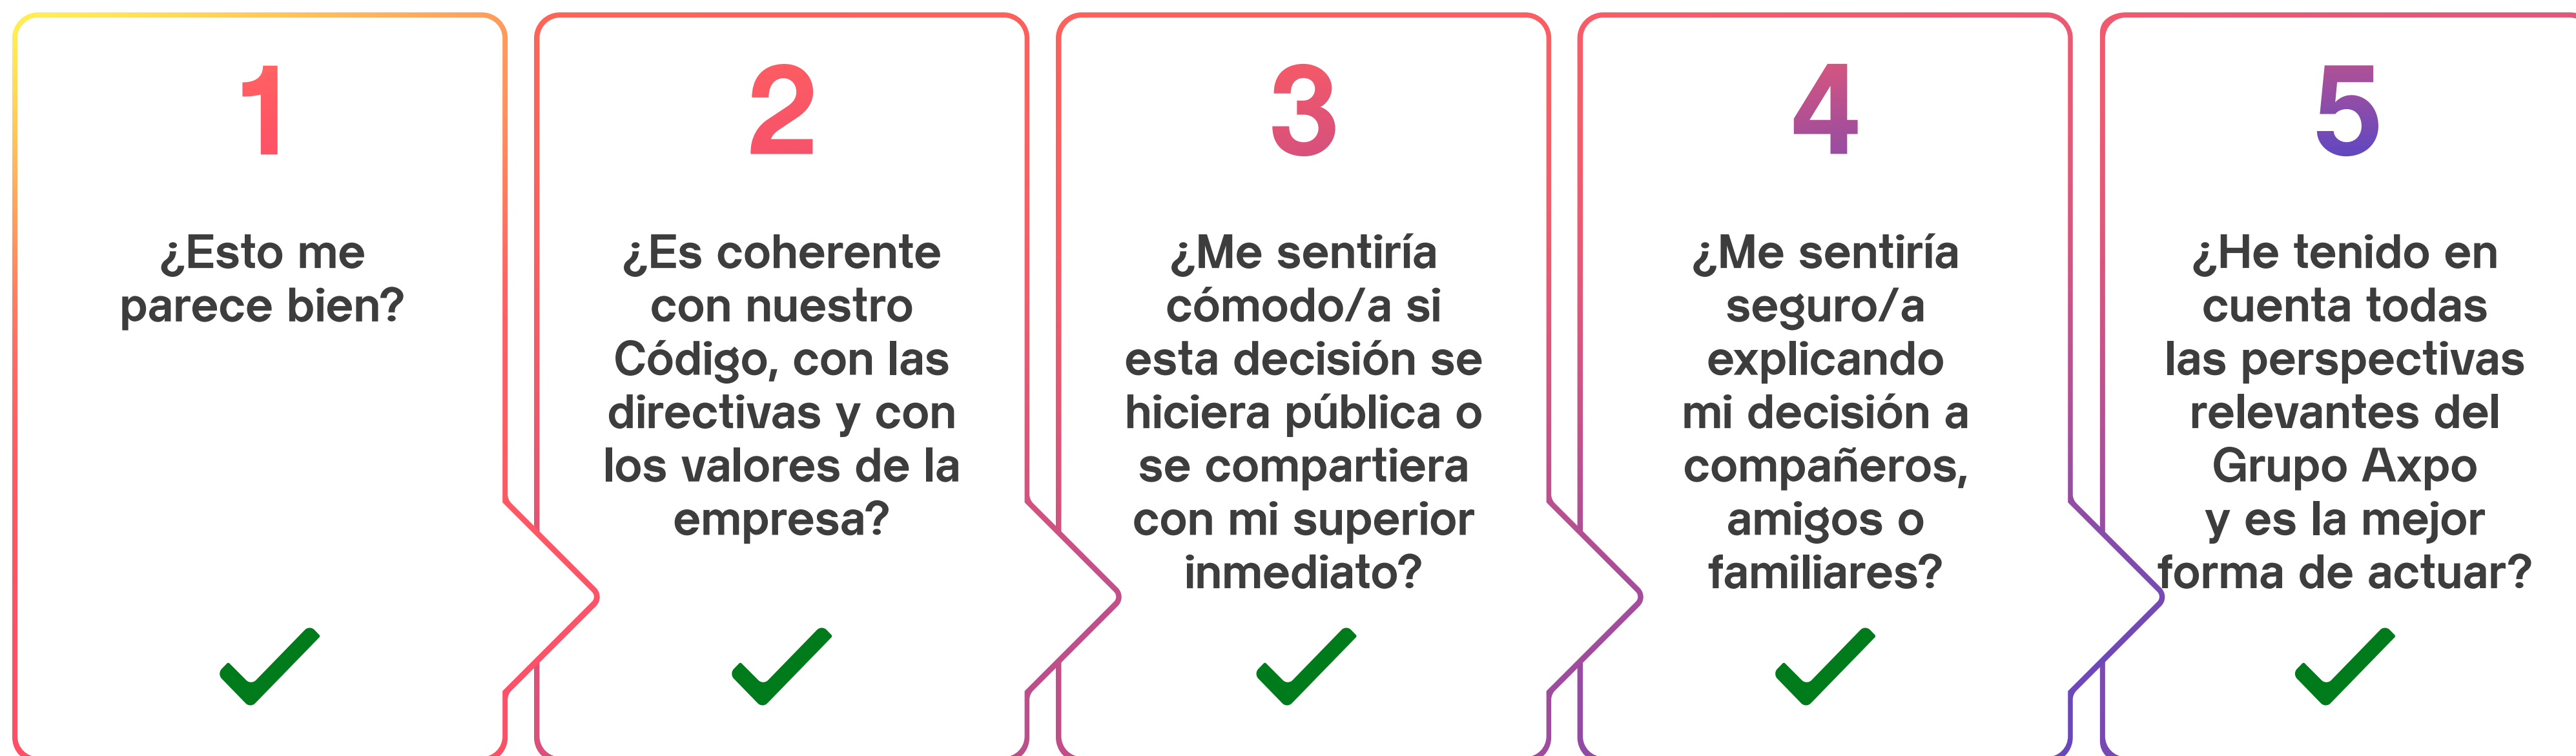 1
¿Esto me
parece bien?
2
¿Es coherente
con nuestro
Código, con las
directivas y con
los valores de la
empresa?
3
¿Me sentiría
cómodo/a si
esta decisión se
hiciera pública o
se compartiera
con mi superior
inmediato?
4
¿Me sentiría
seguro/a
explicando
mi decisión a
compañeros,
amigos o
familiares?
5
¿He tenido en
cuenta todas
las perspectivas
relevantes del
Grupo Axpo
y es la mejor
forma de actuar?